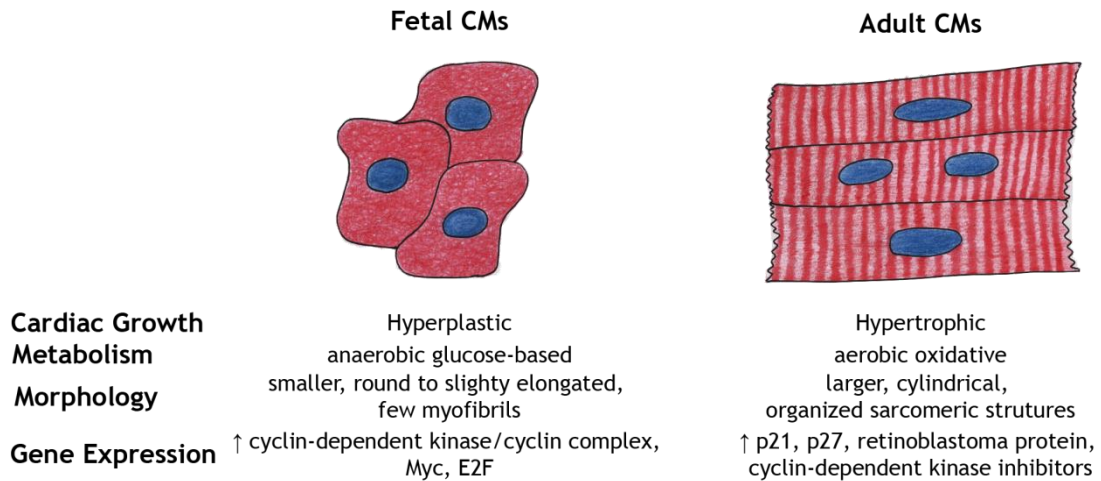 Fetal CMs
Adult CMs
Cardiac Growth
Hyperplastic
Hypertrophic
Metabolism
anaerobic glucose-based
aerobic oxidative
Morphology
smaller, round to slighty elongated,
few myofibrils
larger, cylindrical,
organized sarcomeric strutures
Gene Expression
↑ cyclin-dependent kinase/cyclin complex,
Myc, E2F
↑ p21, p27, retinoblastoma protein,
cyclin-dependent kinase inhibitors